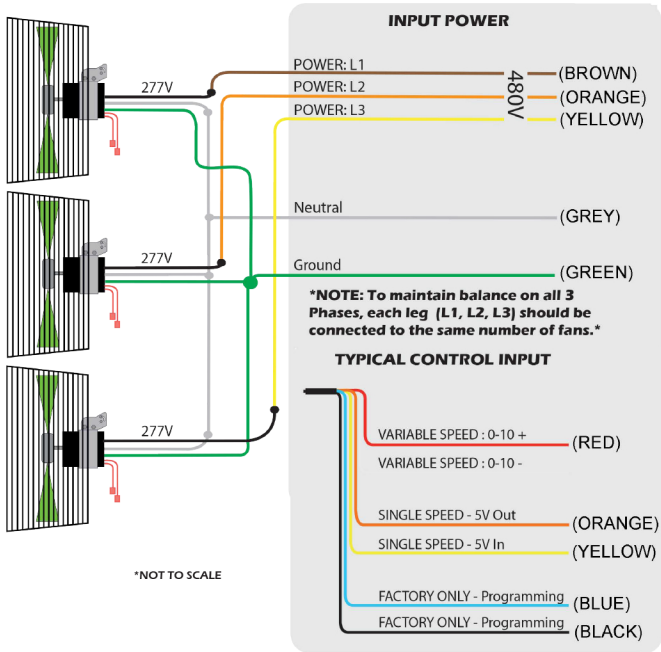 INPUT POWER
277V
POWER: L1
(BROWN)
POWER: L2
(ORANGE)
POWER: L3
(YELLOW)
480V
Neutral
(GREY)
277V
Ground
(GREEN)
*NOTE: To maintain balance on all 3
Phases, each leg (L1, L2, L3) should be
connected to the same number of fans.*
TYPICAL CONTROL INPUT
277V
VARIABLE SPEED : 0-10 +
(RED)
VARIABLE SPEED : 0-10 -
SINGLE SPEED - 5V Out
(ORANGE)
SINGLE SPEED - 5V In
(YELLOW)
*NOT TO SCALE
FACTORY ONLY - Programming
(BLUE)
FACTORY ONLY - Programming
(BLACK)